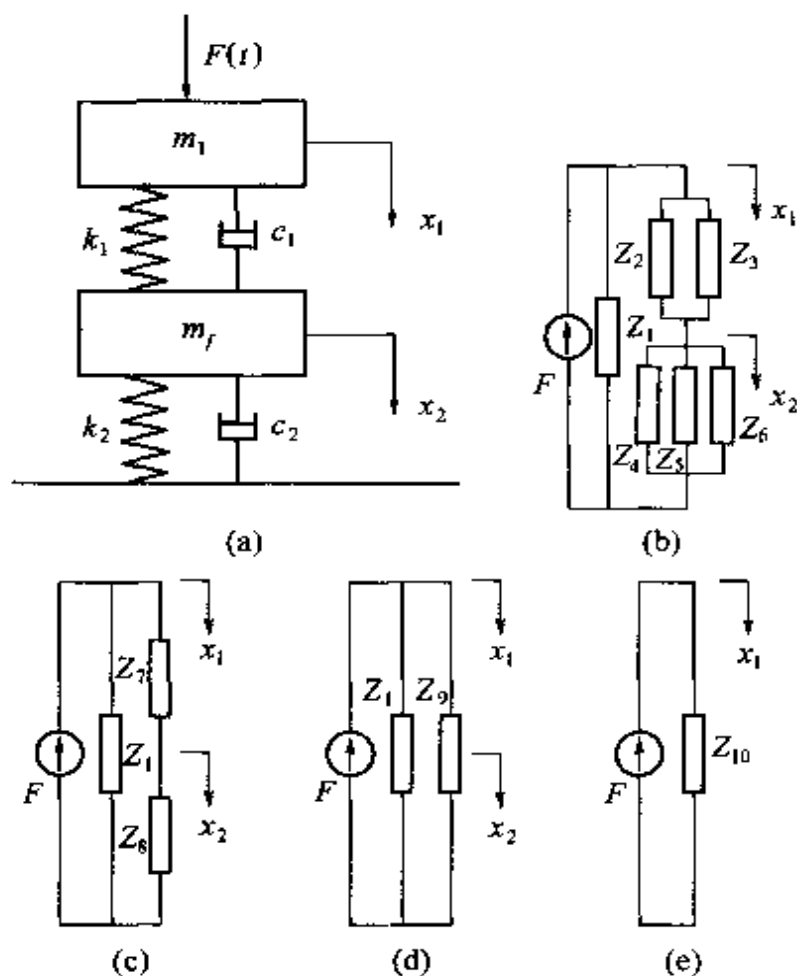 F(t)
m₁
k₁
c₁
x₁
m_f
k₂
c₂
x₂
(a)
F
Z₁
Z₂
Z₃
x₁
Z₄
Z₅
Z₆
x₂
(b)
F
Z₁
Z₇
Z₈
x₁
x₂
(c)
F
Z₁
Z₉
x₁
x₂
(d)
F
Z₁₀
x₁
(e)